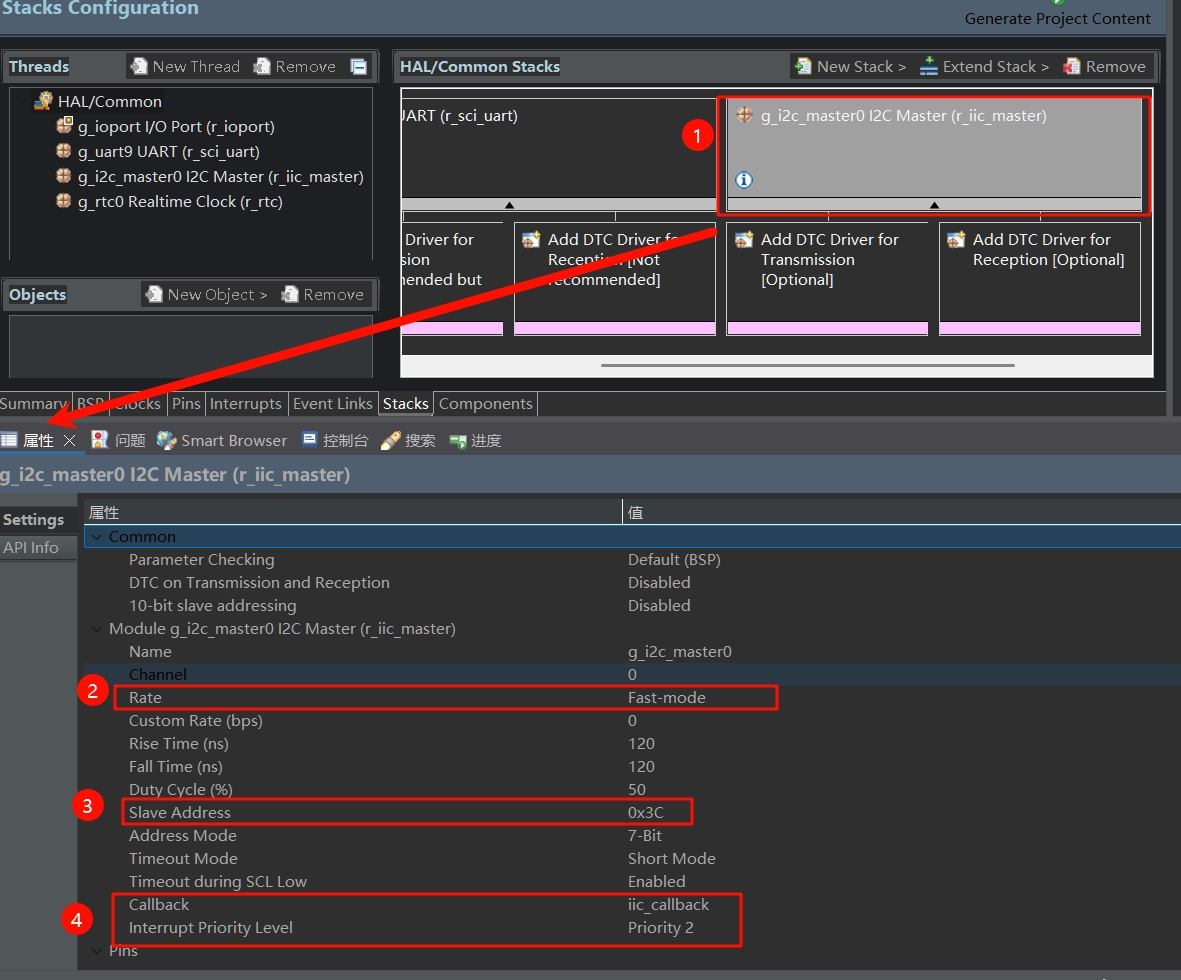 Stacks Configuration
Generate Project Content
Threads
New Thread
Remove
HAL/Common
g_ioport I/O Port (r_ioport)
g_uart9 UART (r_sci_uart)
g_i2c_master0 I2C Master (r_iic_master)
g_rtc0 Realtime Clock (r_rtc)
Objects
New Object >
Remove
HAL/Common Stacks
New Stack >
Extend Stack >
Remove
JART (r_sci_uart)
1
g_i2c_master0 I2C Master (r_iic_master)
Driver for
sion
nended but
Add DTC Driver for
Reception [Not
recommended]
Add DTC Driver for
Transmission
[Optional]
Add DTC Driver for
Reception [Optional]
Summary BSP Clocks Pins Interrupts Event Links Stacks Components
属性 问题 Smart Browser 控制台 搜索 进度
g_i2c_master0 I2C Master (r_iic_master)
Settings
API Info
属性 值
Common
Parameter Checking Default (BSP)
DTC on Transmission and Reception Disabled
10-bit slave addressing Disabled
Module g_i2c_master0 I2C Master (r_iic_master)
Name g_i2c_master0
Channel 0
2 Rate Fast-mode
Custom Rate (bps) 0
Rise Time (ns) 120
Fall Time (ns) 120
Duty Cycle (%) 50
3 Slave Address 0x3C
Address Mode 7-Bit
Timeout Mode Short Mode
Timeout during SCL Low Enabled
4 Callback iic_callback
Interrupt Priority Level Priority 2
Pins